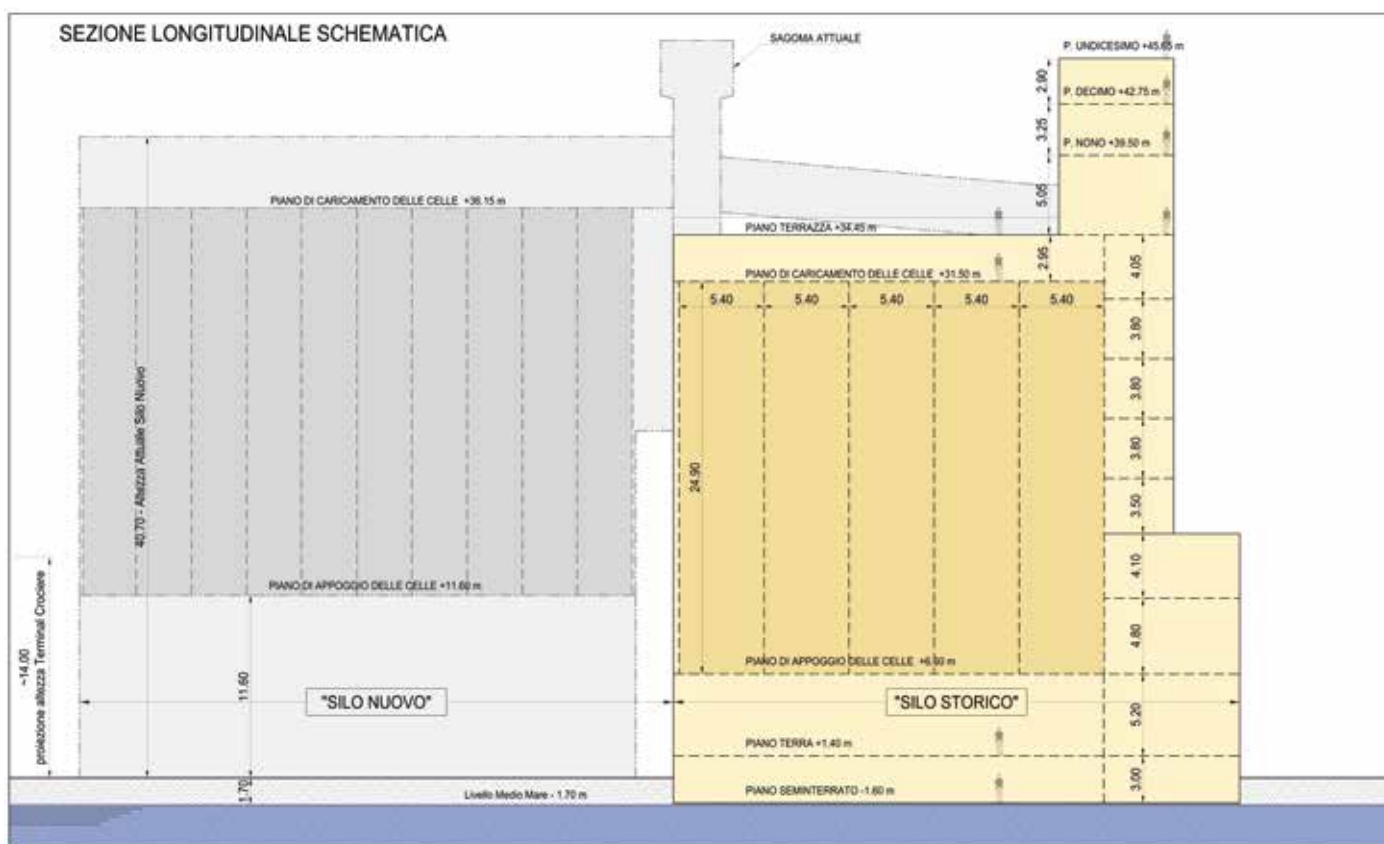 SEZIONE LONGITUDINALE SCHEMATICA
SAGOMA ATTUALE
P. UNDICESIMO +45.65 m
2.90
P. DECIMO +42.75 m
3.25
P. NONO +39.50 m
5.05
PIANO DI CARICAMENTO DELLE CELLE +36.15 m
PIANO TERRAZZA +34.45 m
2.95
4.05
PIANO DI CARICAMENTO DELLE CELLE +31.50 m
5.40 5.40 5.40 5.40 5.40
3.80
3.80
3.80
3.50
40.70 - Altezza Attuale Silo Nuovo
24.90
4.10
PIANO DI APPOGGIO DELLE CELLE +11.60 m
~14.00
proiezione altezza Terminal Crociere
4.80
PIANO DI APPOGGIO DELLE CELLE +6.60 m
11.60
"SILO NUOVO"
"SILO STORICO"
5.20
PIANO TERRA +1.40 m
1.70
Livello Medio Mare - 1.70 m
PIANO SEMINTERRATO -1.60 m
3.00